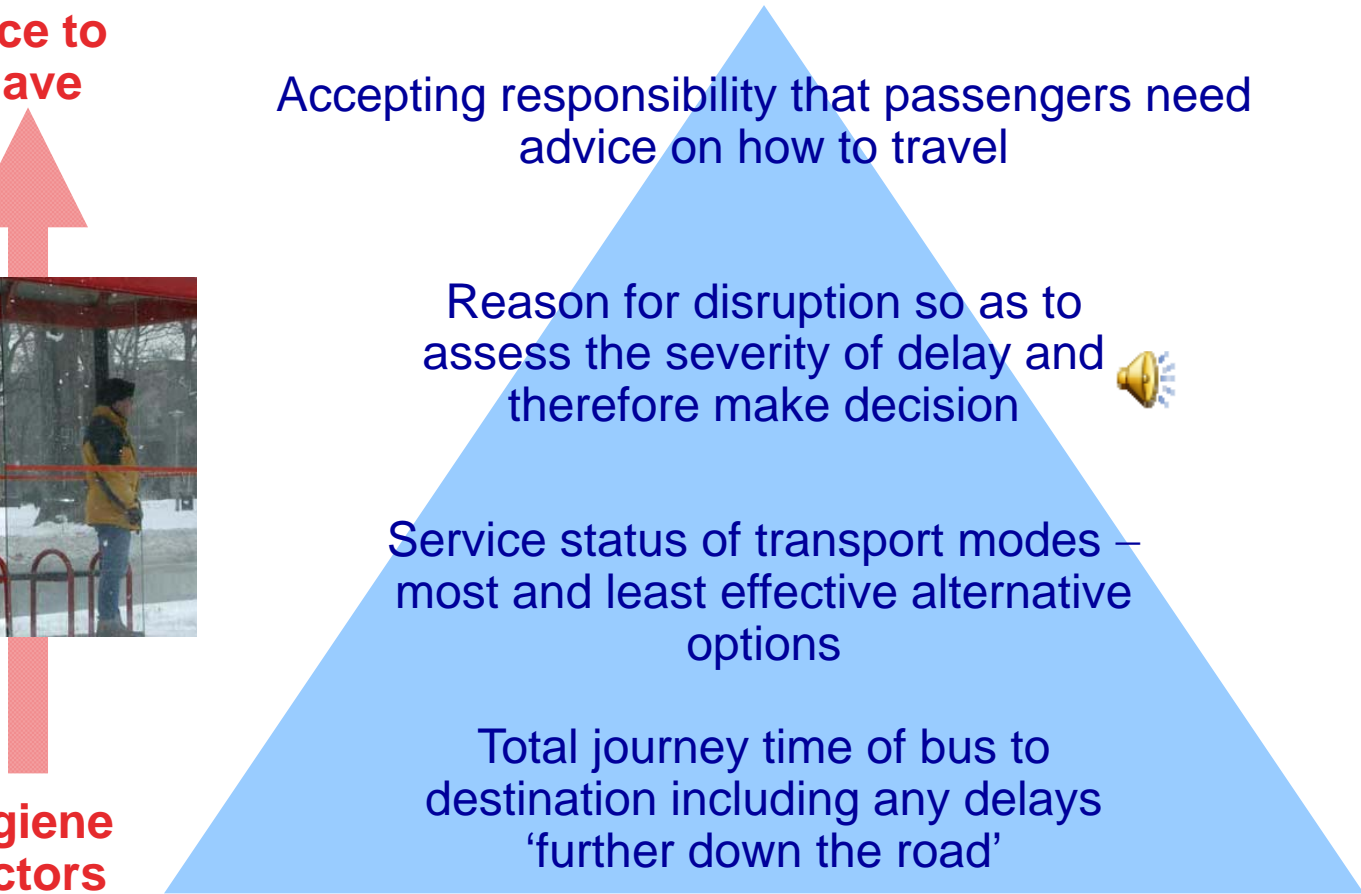 ce to
ave
Accepting responsibility that passengers need
advice on how to travel
Reason for disruption so as to
assess the severity of delay and
therefore make decision
Service status of transport modes –
most and least effective alternative
options
Total journey time of bus to
destination including any delays
‘further down the road’
giene
ctors